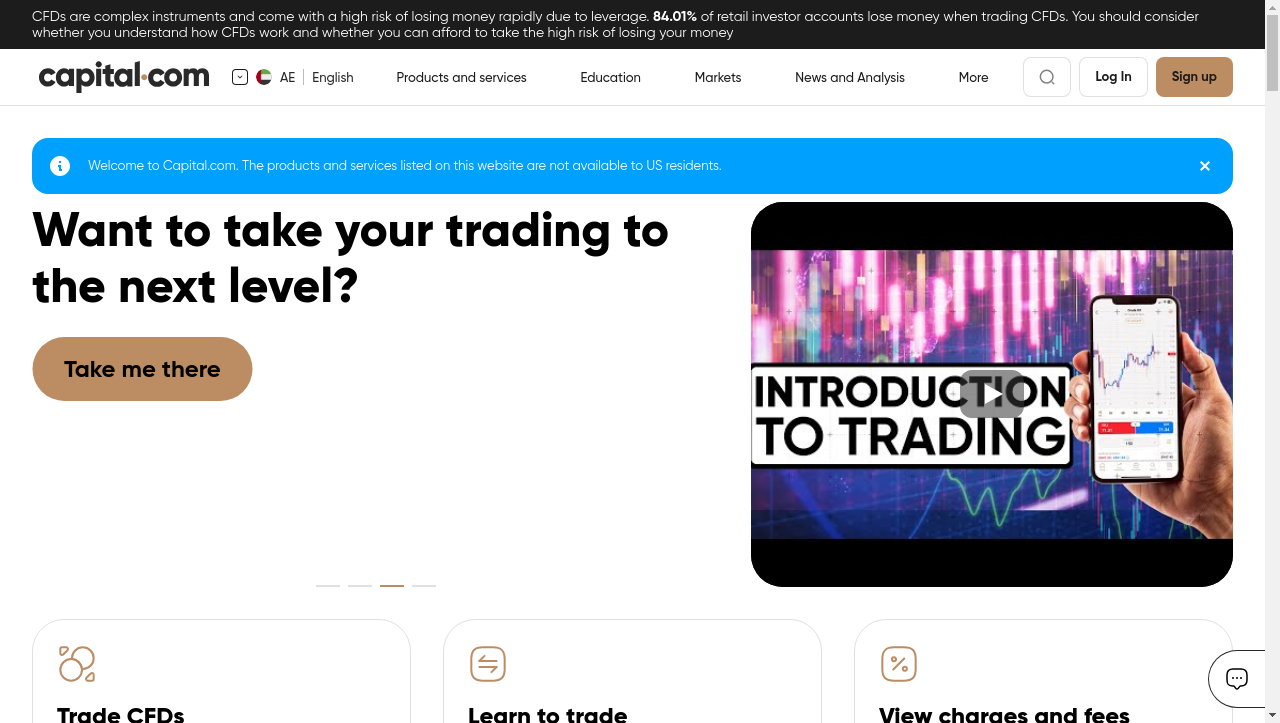 CFDs are complex instruments and come with a high risk of losing money rapidly due to leverage. 84.01% of retail investor accounts lose money when trading CFDs. You should consider
whether you understand how CFDs work and whether you can afford to take the high risk of losing your money
capital.com
AE English Products and services Education Markets News and Analysis More Log In Sign up
Welcome to Capital.com. The products and services listed on this website are not available to US residents.
Want to take your trading to
the next level?
Take me there
INTRODUCTION
TO TRADING
Trade CFDs
Learn to trade
View charges and fees